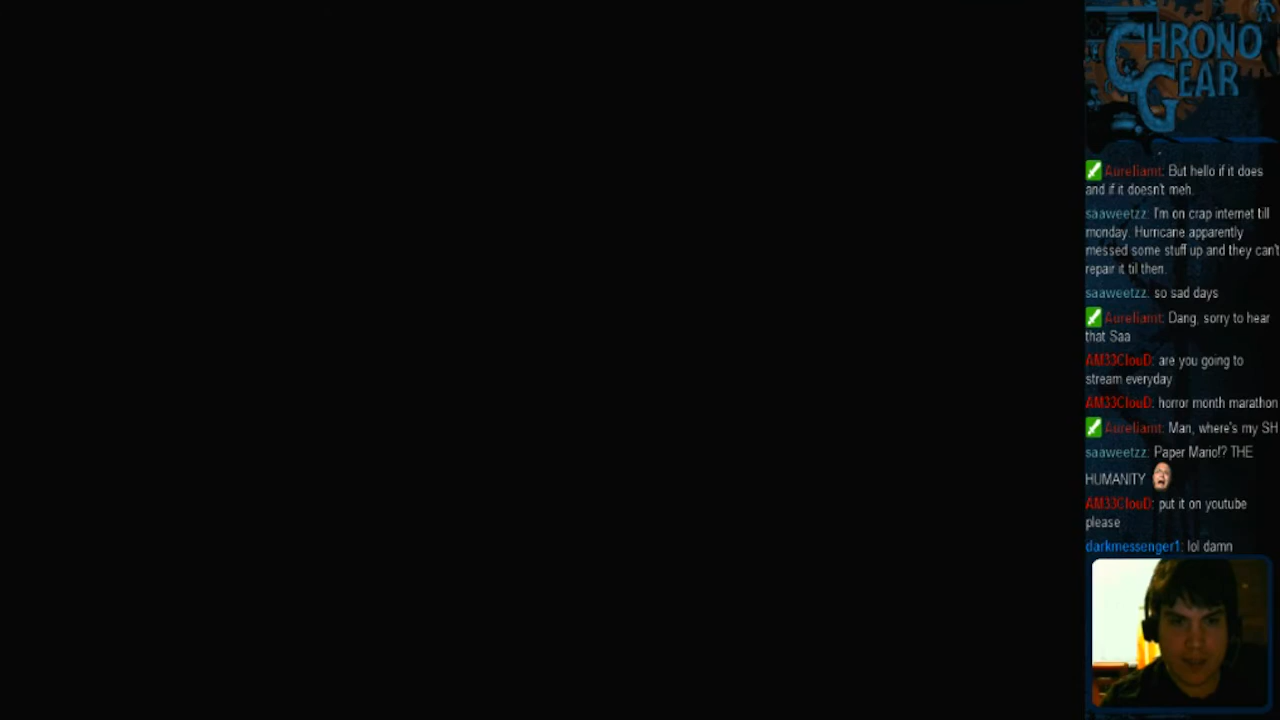 CHRONO
GEAR
Aureliamt: But hello if it does
and if it doesn't meh.
saaweetzz: I'm on crap internet till
monday. Hurricane apparently
messed some stuff up and they can't
repair it til then.
saaweetzz: so sad days
Aureliamt: Dang, sorry to hear
that Saa
AM33ClouD: are you going to
stream everyday
AM33ClouD: horror month marathon
Aureliamt: Man, where's my SH
saaweetzz: Paper Mario!? THE
HUMANITY
AM33ClouD: put it on youtube
please
darkmessenger1: lol damn